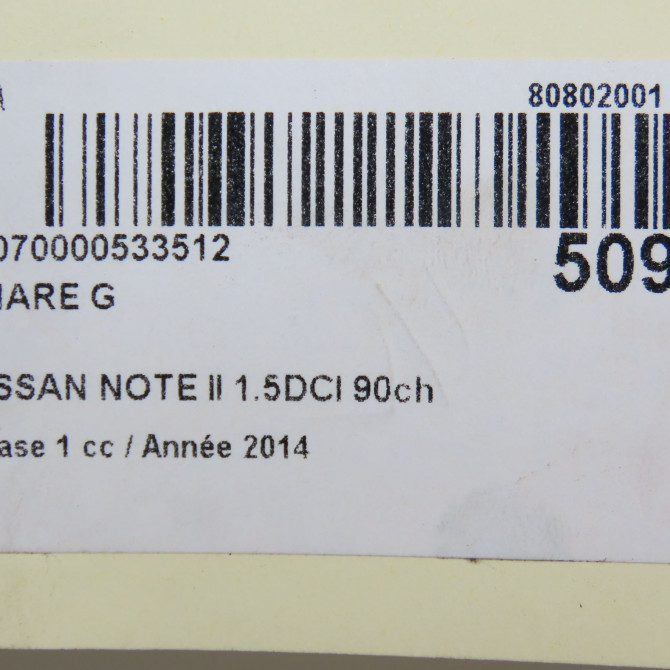 A 80802001
070000533512 509
HARE G
SSAN NOTE II 1.5DCI 90ch
ase 1 cc / Année 2014